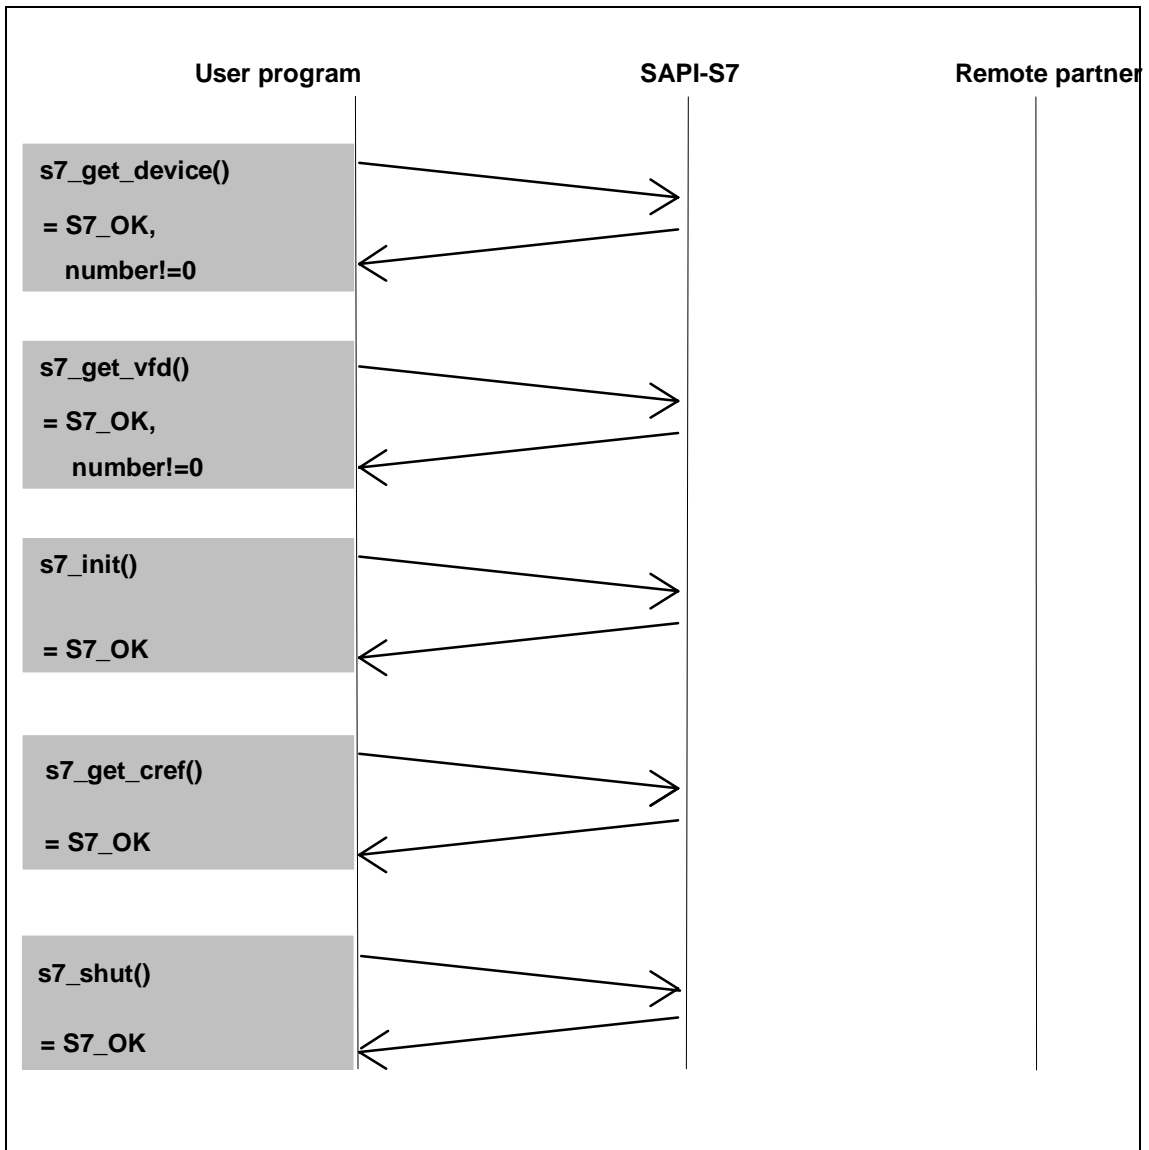 User program SAPI-S7 Remote partner
s7_get_device()
= S7_OK,
number!=0
s7_get_vfd()
= S7_OK,
number!=0
s7_init()
= S7_OK
s7_get_cref()
= S7_OK
s7_shut()
= S7_OK